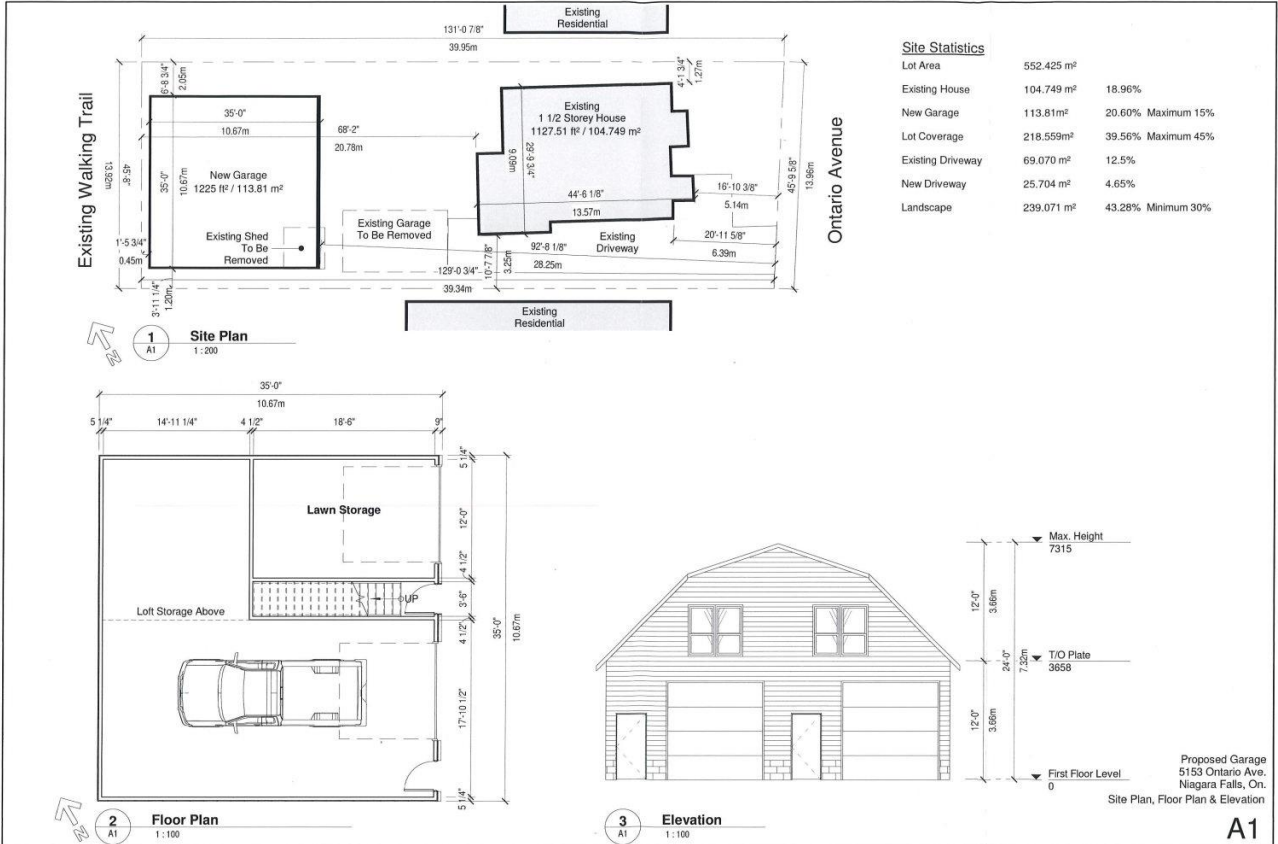 Existing
Residential
131'-0 7/8"
39.95m
6'-8 3/4"
2.05m
4'-1 3/4"
1.27m
Existing Walking Trail
13.92m
45'-8"
35'-0"
10.67m
68'-2"
20.78m
35'-0"
10.67m
New Garage
1225 ft² / 113.81 m²
Existing
1 1/2 Storey House
1127.51 ft² / 104.749 m²
9.09m
29'-9 3/4"
44'-6 1/8"
13.57m
16'-10 3/8"
5.14m
45'-9 5/8"
13.96m
Ontario Avenue
Existing Shed
To Be
Removed
Existing Garage
To Be Removed
Existing
Driveway
20'-11 5/8"
6.39m
1'-5 3/4"
0.45m
92'-8 1/8"
28.25m
10'-7 7/8"
3.25m
129'-0 3/4"
39.34m
3'-11 1/4"
1.20m
Existing
Residential
N
1
A1
Site Plan
1 : 200
Site Statistics
Lot Area 552.425 m²
Existing House 104.749 m² 18.96%
New Garage 113.81m² 20.60% Maximum 15%
Lot Coverage 218.559m² 39.56% Maximum 45%
Existing Driveway 69.070 m² 12.5%
New Driveway 25.704 m² 4.65%
Landscape 239.071 m² 43.28% Minimum 30%
35'-0"
10.67m
5 1/4" 14'-11 1/4" 4 1/2" 18'-6" 9"
5 1/4"
12'-0"
4 1/2"
3'-6"
4 1/2"
17'-10 1/2"
5 1/4"
35'-0"
10.67m
Lawn Storage
UP
Loft Storage Above
N
2
A1
Floor Plan
1 : 100
Max. Height
7315
12'-0"
3.66m
24'-0"
7.32m
T/O Plate
3658
12'-0"
3.66m
First Floor Level
0
3
A1
Elevation
1 : 100
Proposed Garage
5153 Ontario Ave.
Niagara Falls, On.
Site Plan, Floor Plan & Elevation
A1